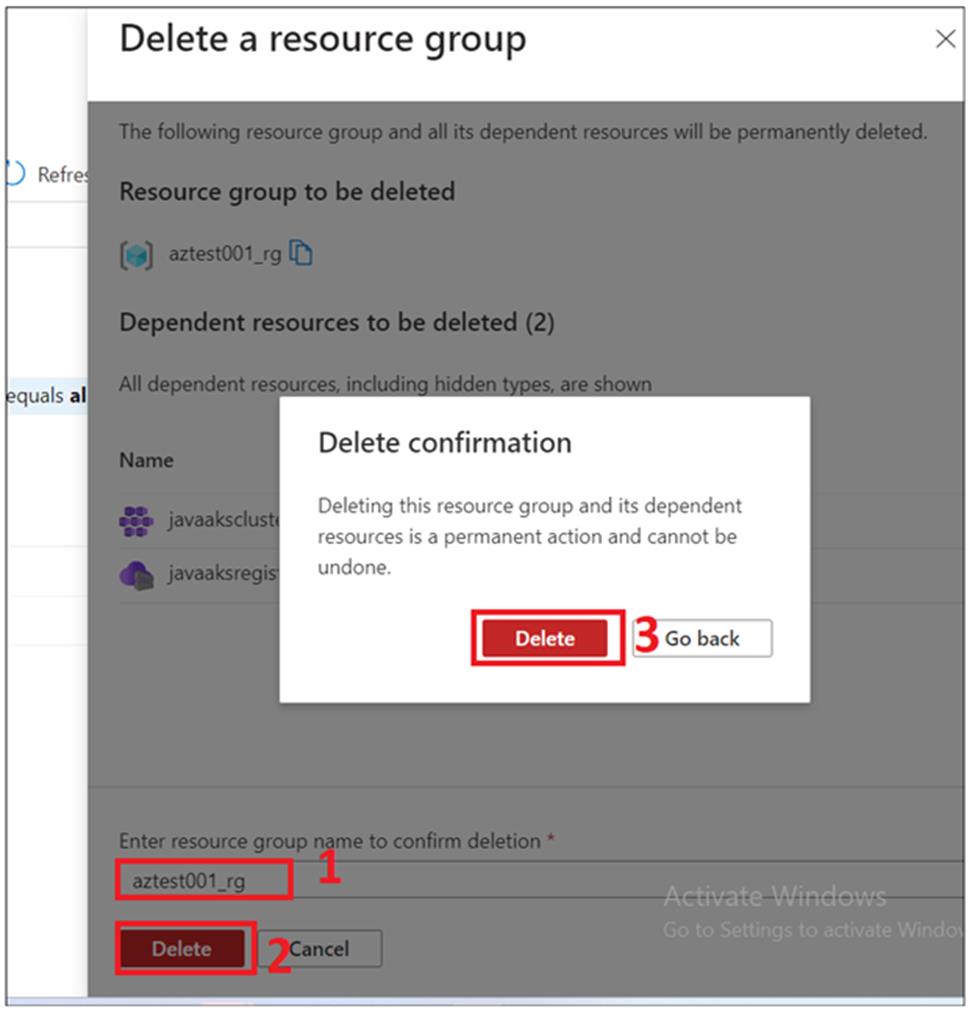 Delete a resource group
The following resource group and all its dependent resources will be permanently deleted.
Refres
Resource group to be deleted
aztest001_rg
Dependent resources to be deleted (2)
All dependent resources, including hidden types, are shown
equals al
Delete confirmation
Name
Deleting this resource group and its dependent
resources is a permanent action and cannot be
undone.
javaakscluste
javaaksregist
Delete 3 Go back
Enter resource group name to confirm deletion *
aztest001_rg 1
Activate Windows
Go to Settings to activate Window
Delete 2 Cancel